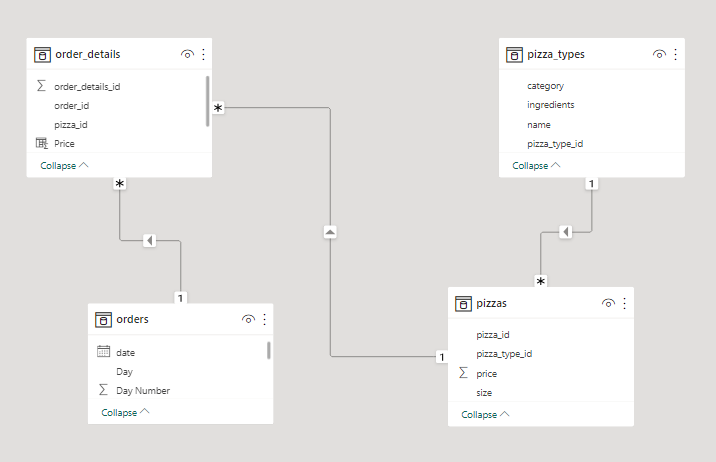 order_details
order_details_id
order_id
pizza_id
Price
Collapse
pizza_types
category
ingredients
name
pizza_type_id
Collapse
*
*
1
1
*
1
orders
date
Day
Day Number
Collapse
pizzas
pizza_id
pizza_type_id
price
size
Collapse